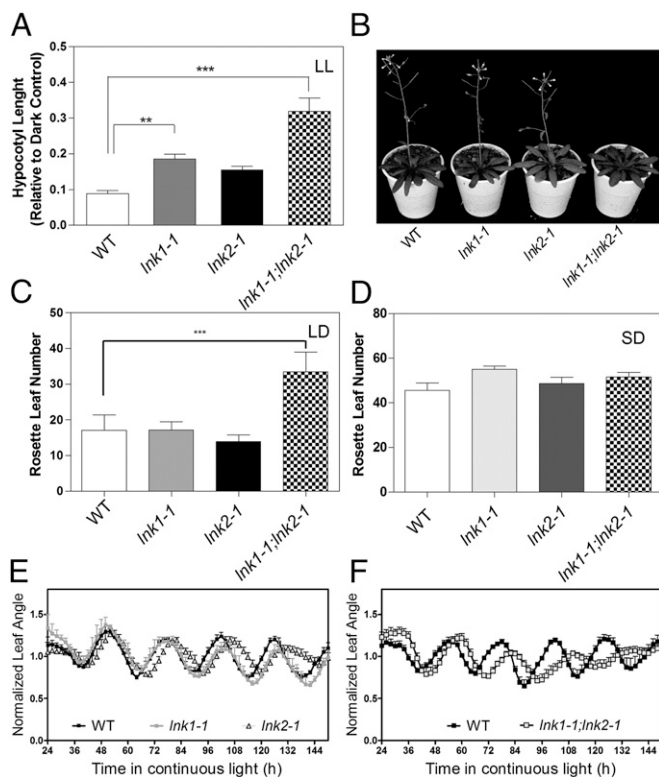 A
Hypocotyl Lenght
(Relative to Dark Control)
0.5
0.4
0.3
0.2
0.1
0.0
***
**
LL
WT
lnk1-1
lnk2-1
lnk1-1;lnk2-1
B
WT
lnk1-1
lnk2-1
lnk1-1;lnk2-1
C
Rosette Leaf Number
50
40
30
20
10
0
***
LD
WT
lnk1-1
lnk2-1
lnk1-1;lnk2-1
D
Rosette Leaf Number
80
60
40
20
0
SD
WT
lnk1-1
lnk2-1
lnk1-1;lnk2-1
E
Normalized Leaf Angle
1.5
1.0
0.5
0.0
WT lnk1-1 lnk2-1
24 36 48 60 72 84 96 108 120 132 144
Time in continuous light (h)
F
Normalized Leaf Angle
1.5
1.0
0.5
0.0
WT lnk1-1;lnk2-1
24 36 48 60 72 84 96 108 120 132 144
Time in continuous light (h)